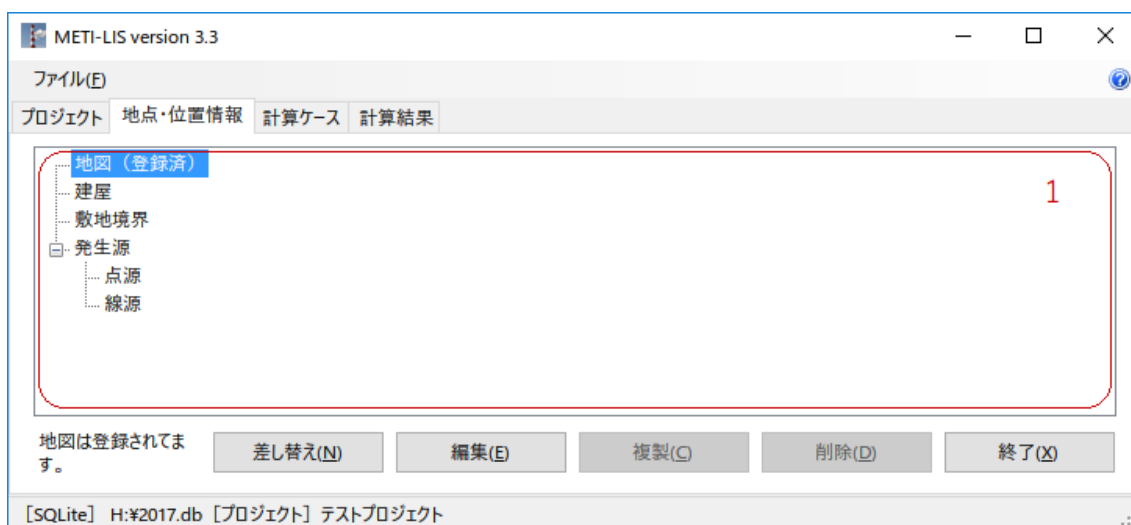 METI-LIS version 3.3
ファイル(F)
プロジェクト 地点・位置情報 計算ケース 計算結果
地図（登録済）
1
建屋
敷地境界
発生源
点源
線源
地図は登録されてま
す。
差し替え(N) 編集(E) 複製(C) 削除(D) 終了(X)
[SQLite] H:¥2017.db [プロジェクト] テストプロジェクト